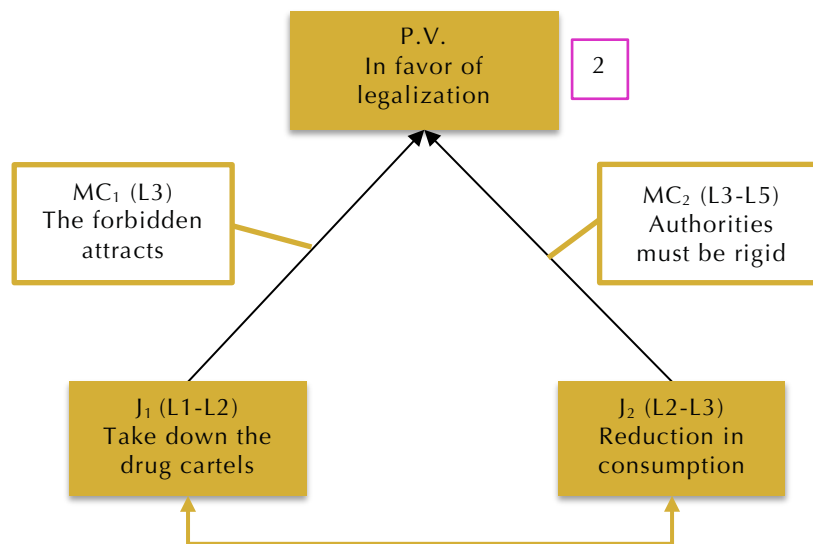 P.V.
In favor of
legalization
2
MC₁ (L3)
The forbidden
attracts
MC₂ (L3-L5)
Authorities
must be rigid
J₁ (L1-L2)
Take down the
drug cartels
J₂ (L2-L3)
Reduction in
consumption